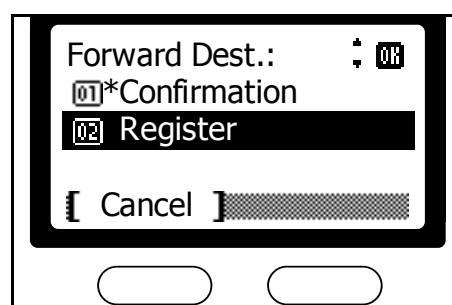 Forward Dest.: OK
01 *Confirmation
02 Register
[ Cancel ]